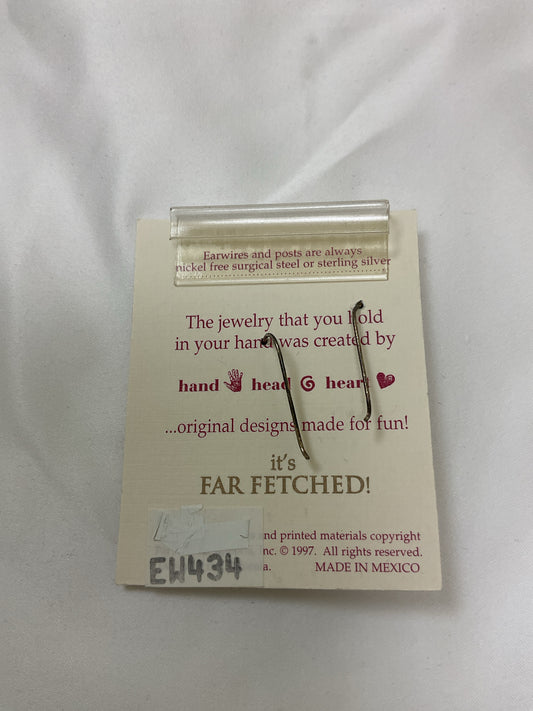 Earwires and posts are always
nickel free surgical steel or sterling silver
The jewelry that you hold
in your hand was created by
hand head heart
...original designs made for fun!
it's
FAR FETCHED!
and printed materials copyright
Inc. © 1997. All rights reserved.
MADE IN MEXICO
EW434